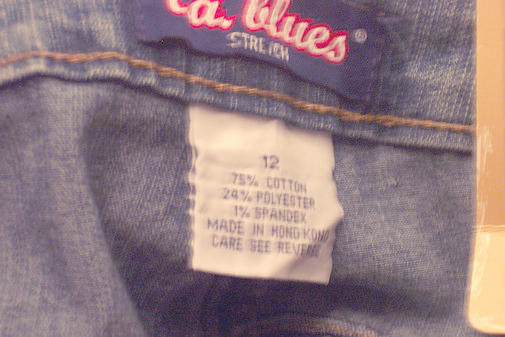 ca. blues®
STRETCH
12
75% COTTON
24% POLYESTER
1% SPANDEX
MADE IN HONG KONG
CARE SEE REVERSE